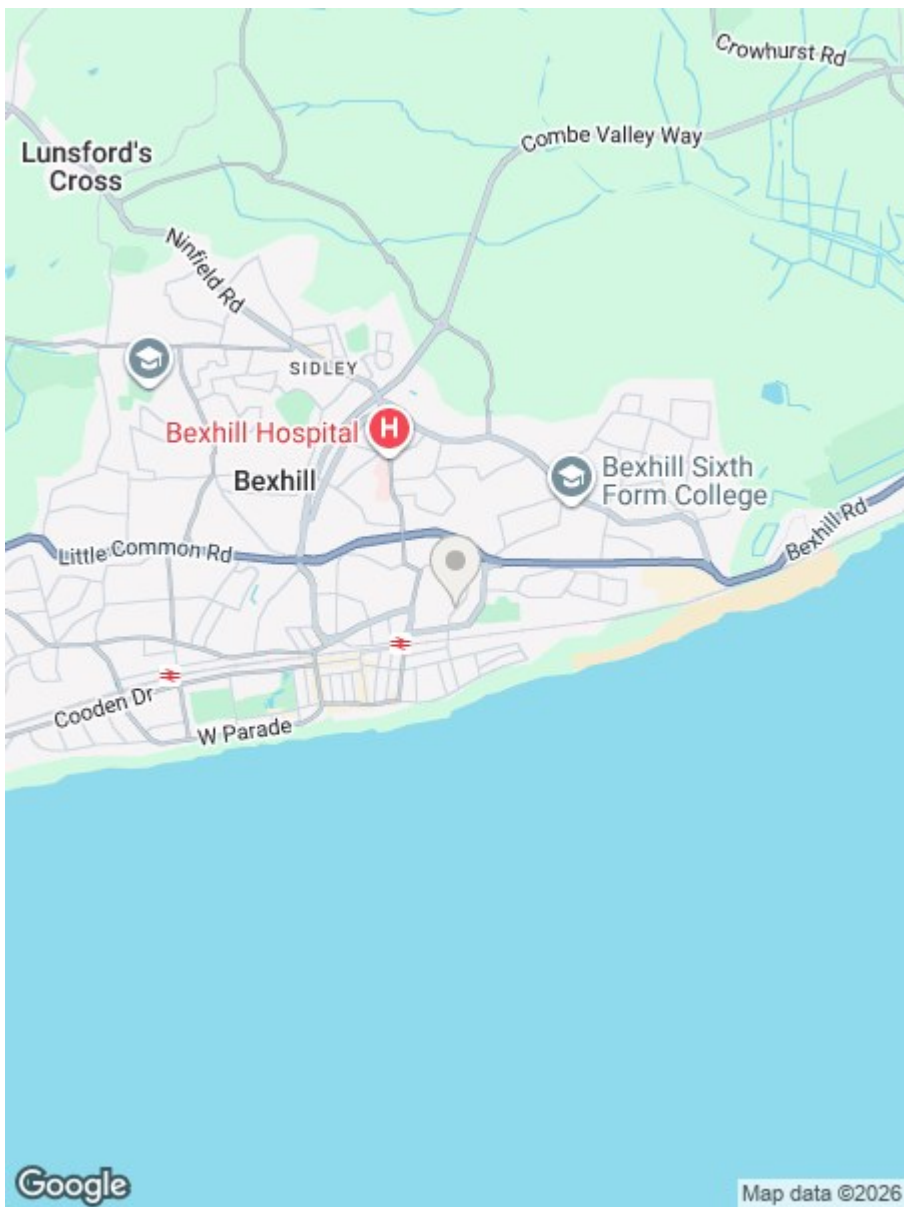 Crowhurst Rd
Combe Valley Way
Lunsford's
Cross
Ninfield Rd
SIDLEY
Bexhill Hospital
H
Bexhill
Bexhill Sixth
Form College
Bexhill Rd
Little Common Rd
Cooden Dr
W Parade
Google
Map data ©2026